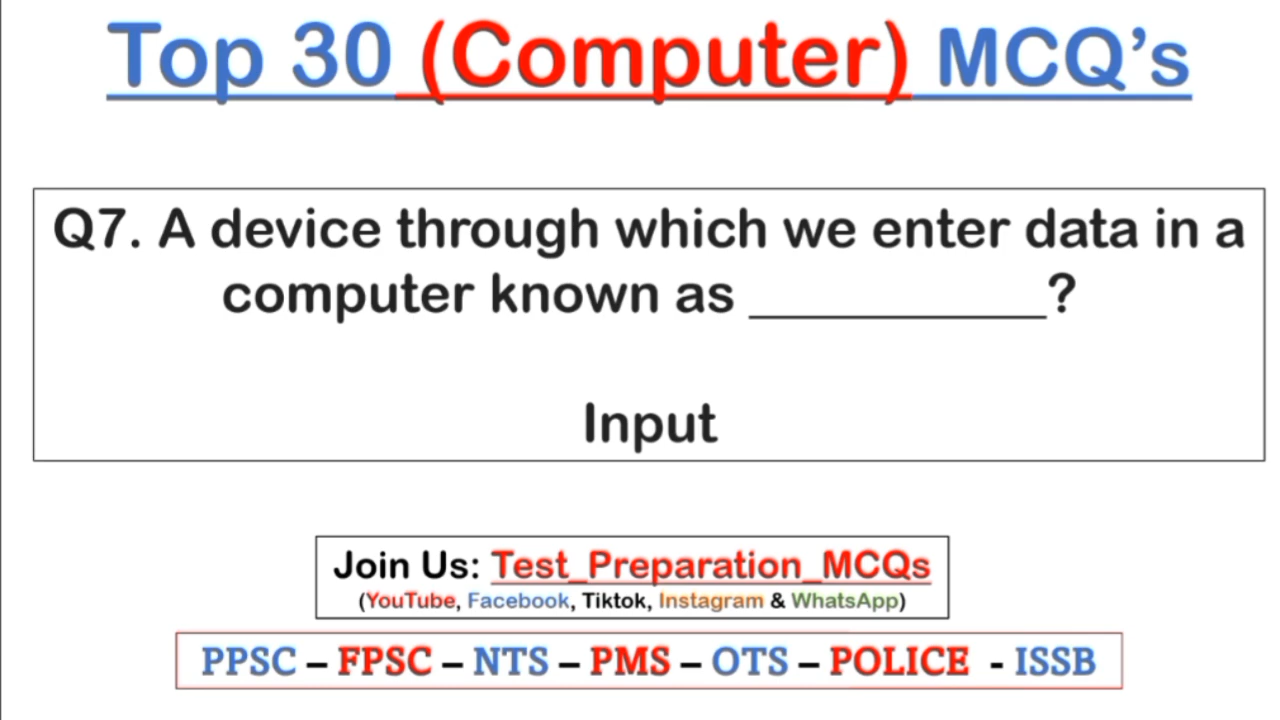 Top 30 (Computer) MCQ’s
Q7. A device through which we enter data in a
computer known as ___________?
Input
Join Us: Test_Preparation_MCQs
(YouTube, Facebook, Tiktok, Instagram & WhatsApp)
PPSC – FPSC – NTS – PMS – OTS – POLICE - ISSB